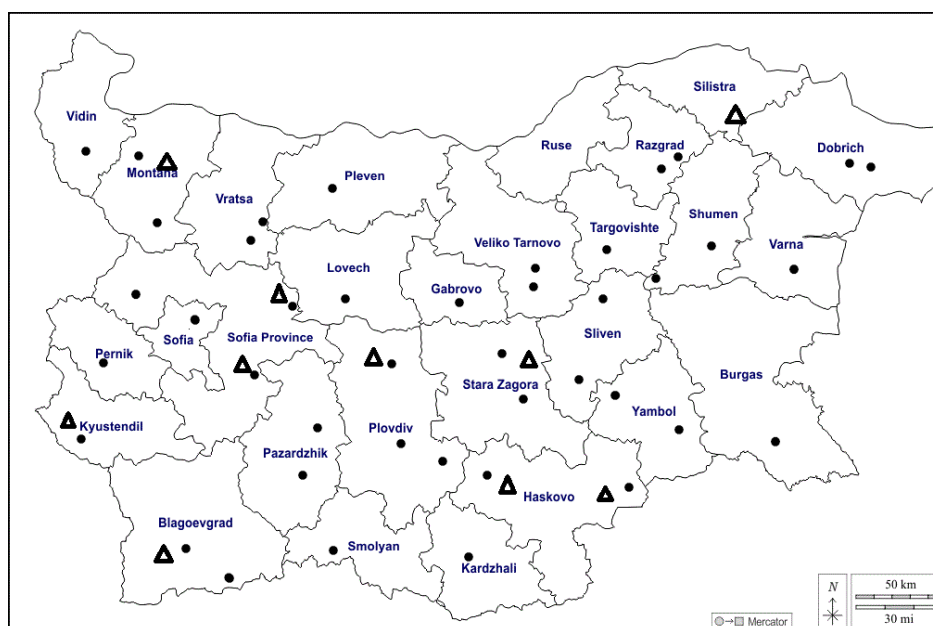 Silistra
Vidin
Ruse
Razgrad
Dobrich
Montana
Pleven
Vratsa
Shumen
Targovishte
Veliko Tarnovo
Varna
Lovech
Gabrovo
Sofia
Sofia Province
Sliven
Pernik
Burgas
Stara Zagora
Yambol
Kyustendil
Plovdiv
Pazardzhik
Haskovo
Blagoevgrad
Smolyan
Kardzhali
N
50 km
30 mi
Mercator